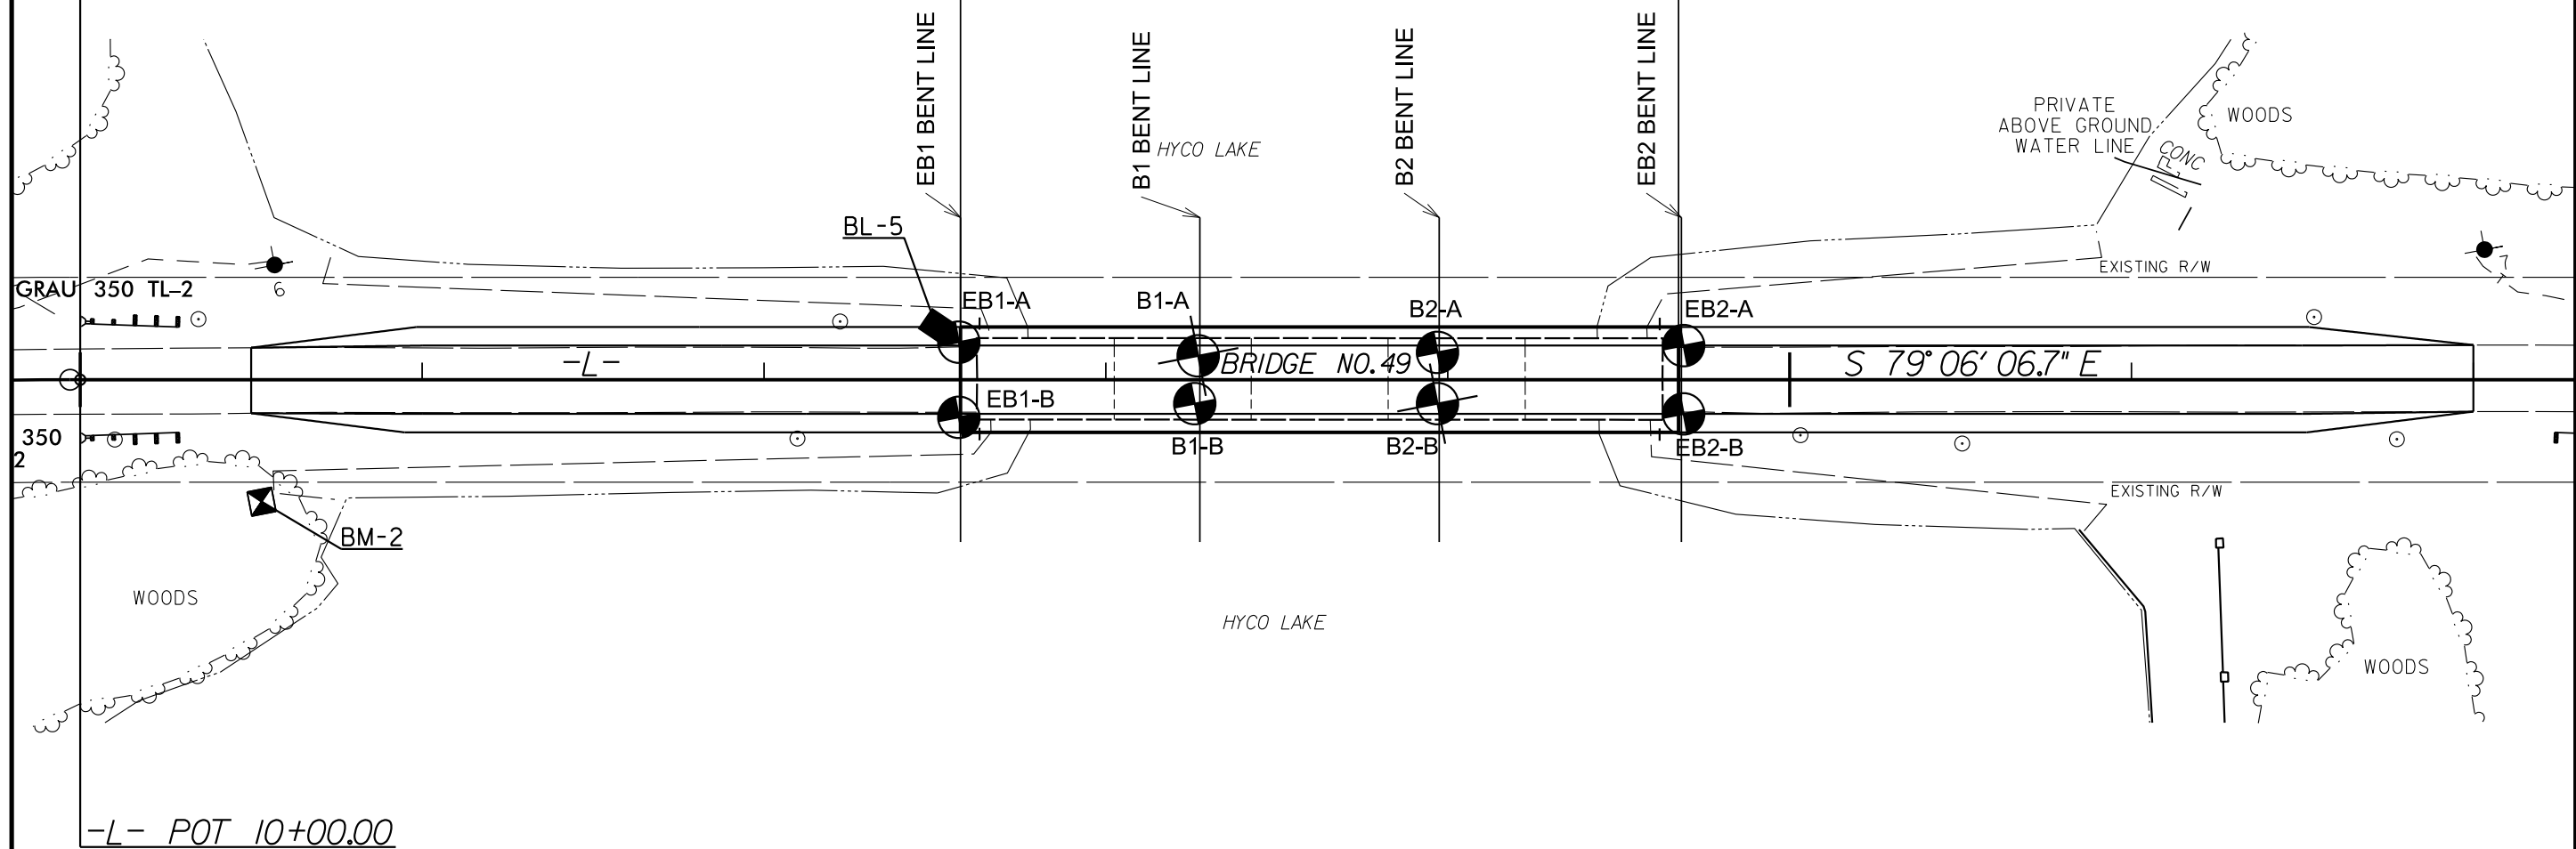 EB1 BENT LINE
B1 BENT LINE
B2 BENT LINE
EB2 BENT LINE
HYCO LAKE
PRIVATE
ABOVE GROUND
WATER LINE
CONC
WOODS
BL-5
EXISTING R/W
7
6
GRAU 350 TL-2
EB1-A
B1-A
B2-A
EB2-A
-L-
BRIDGE NO. 49
S 79° 06' 06.7" E
EB1-B
350
2
B1-B
B2-B
EB2-B
EXISTING R/W
BM-2
WOODS
HYCO LAKE
WOODS
-L- POT 10+00.00